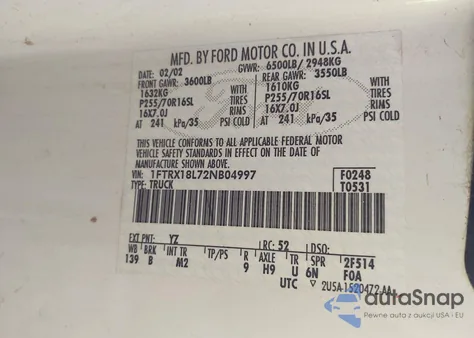 MFD. BY FORD MOTOR CO. IN U.S.A.
DATE: 02/02 GVWR: 6500LB/ 2948KG
FRONT GAWR: 3600LB REAR GAWR: 3550LB
1632KG WITH 1610KG WITH
P255/70R16SL TIRES P255/70R16SL TIRES
16X7.0J RIMS 16X7.0J RIMS
AT 241 kPa/35 PSI COLD AT 241 kPa/35 PSI COLD
THIS VEHICLE CONFORMS TO ALL APPLICABLE FEDERAL MOTOR
VEHICLE SAFETY STANDARDS IN EFFECT ON THE DATE OF
MANUFACTURE SHOWN ABOVE.
VIN: 1FTRX18L72NB04997 F0248
TYPE: TRUCK T0531
EXT PNT: YZ RC: 52 DSO:
WB BRK INT TR TP/PS R AXLE TR SPR 2F514
139 B M2 9 H9 U 6N F0A
UTC ▽ 2U5A-1520472-AA
autoSnap
Pewne auta z aukcji USA i EU